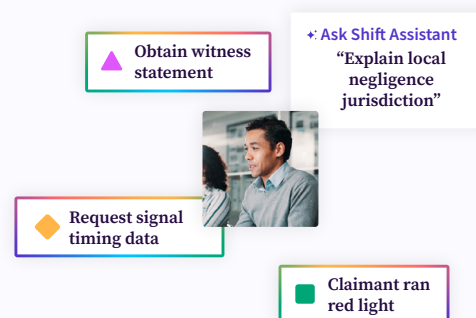 Obtain witness
statement
Ask Shift Assistant
“Explain local
negligence
jurisdiction”
Request signal
timing data
Claimant ran
red light